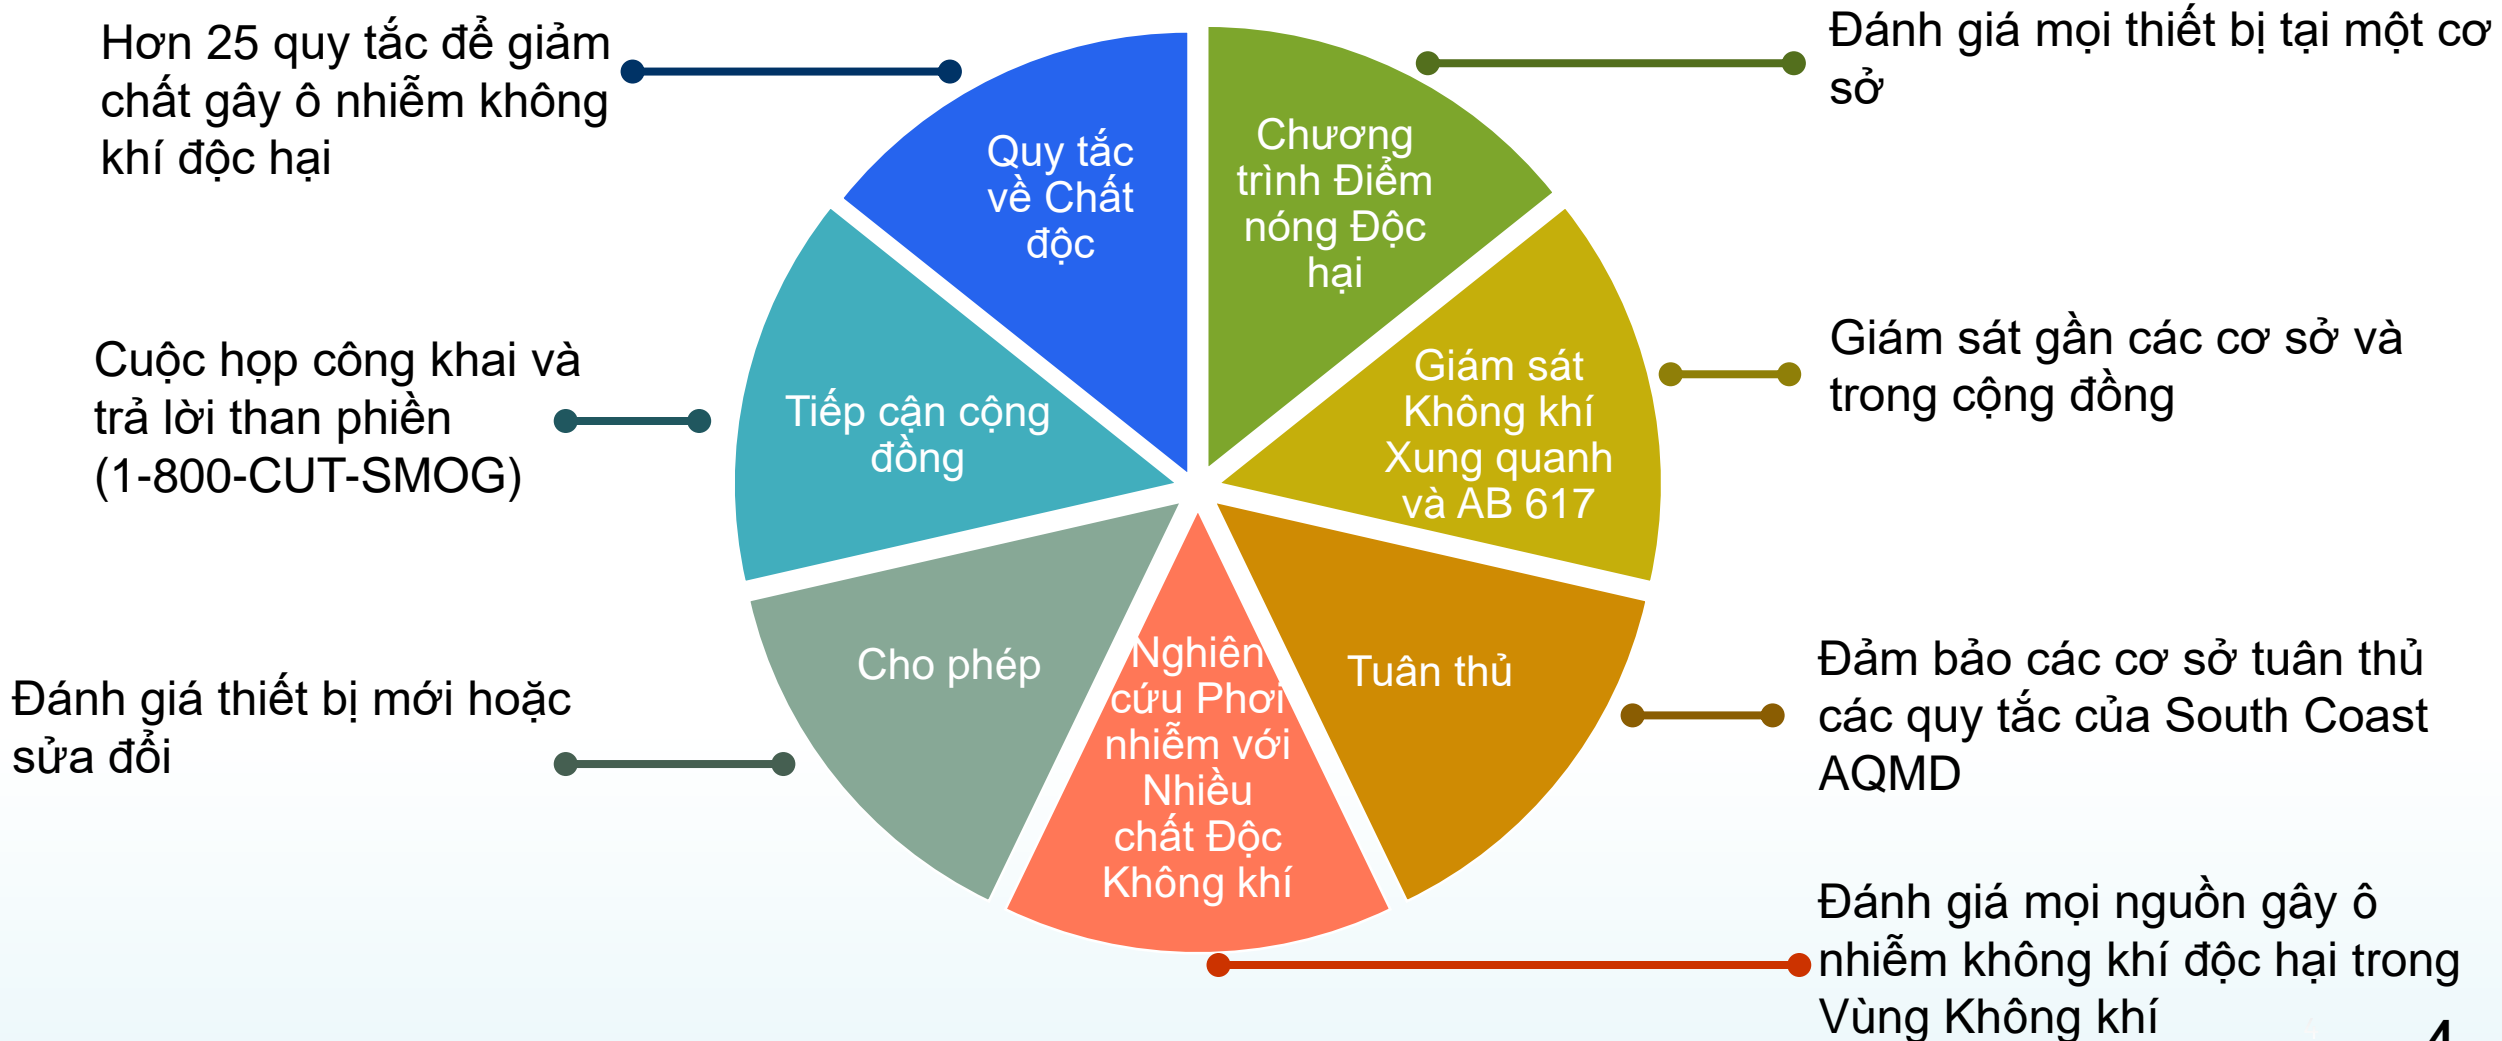 Hơn 25 quy tắc để giảm
chất gây ô nhiễm không
khí độc hại
Đánh giá mọi thiết bị tại một cơ
sở
Quy tắc
về Chất
độc
Chương
trình Điểm
nóng Độc
hại
Cuộc họp công khai và
trả lời than phiền
(1-800-CUT-SMOG)
Tiếp cận cộng
đồng
Giám sát
Không khí
Xung quanh
và AB 617
Giám sát gần các cơ sở và
trong cộng đồng
Đánh giá thiết bị mới hoặc
sửa đổi
Cho phép
Nghiên
cứu Phơi
nhiễm với
Nhiều
chất Độc
Không khí
Tuân thủ
Đảm bảo các cơ sở tuân thủ
các quy tắc của South Coast
AQMD
Đánh giá mọi nguồn gây ô
nhiễm không khí độc hại trong
Vùng Không khí
4